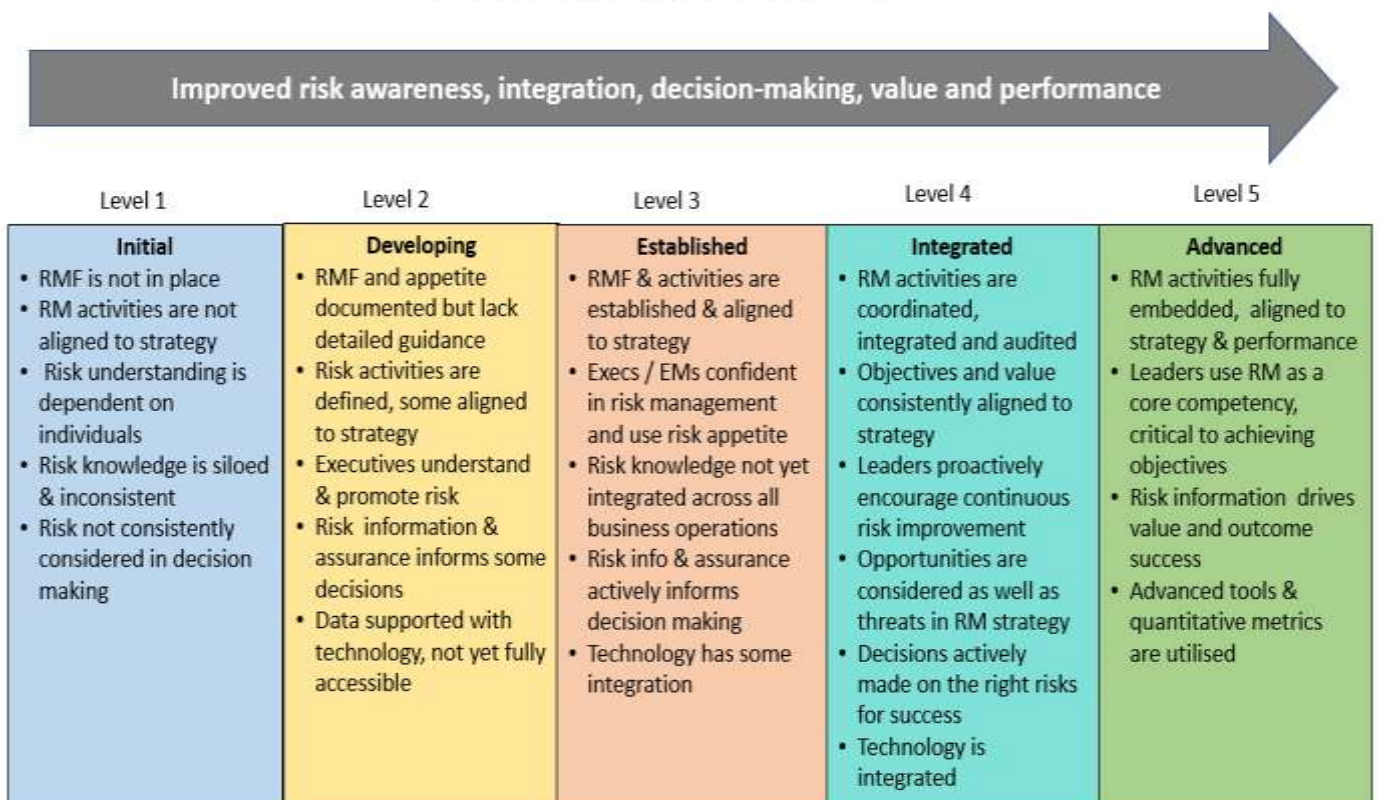 Improved risk awareness, integration, decision-making, value and performance
Level 1
Level 2
Level 3
Level 4
Level 5
Initial
• RMF is not in place
• RM activities are not
aligned to strategy
• Risk understanding is
dependent on
individuals
• Risk knowledge is siloed
& inconsistent
• Risk not consistently
considered in decision
making
Developing
• RMF and appetite
documented but lack
detailed guidance
• Risk activities are
defined, some aligned
to strategy
• Executives understand
& promote risk
• Risk information &
assurance informs some
decisions
• Data supported with
technology, not yet fully
accessible
Established
• RMF & activities are
established & aligned
to strategy
• Execs / EMs confident
in risk management
and use risk appetite
• Risk knowledge not yet
integrated across all
business operations
• Risk info & assurance
actively informs
decision making
• Technology has some
integration
Integrated
• RM activities are
coordinated,
integrated and audited
• Objectives and value
consistently aligned to
strategy
• Leaders proactively
encourage continuous
risk improvement
• Opportunities are
considered as well as
threats in RM strategy
• Decisions actively
made on the right risks
for success
• Technology is
integrated
Advanced
• RM activities fully
embedded, aligned to
strategy & performance
• Leaders use RM as a
core competency,
critical to achieving
objectives
• Risk information drives
value and outcome
success
• Advanced tools &
quantitative metrics
are utilised